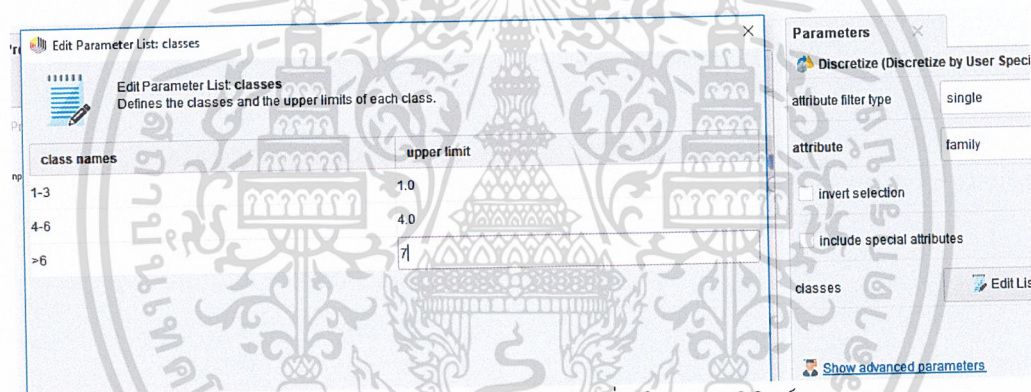 Edit Parameter List: classes
Edit Parameter List: classes
Defines the classes and the upper limits of each class.
class names
upper limit
1-3
1.0
4-6
4.0
>6
7
Parameters
Discretize (Discretize by User Speci
attribute filter type
single
attribute
family
invert selection
include special attributes
classes
Edit Lis
Show advanced parameters